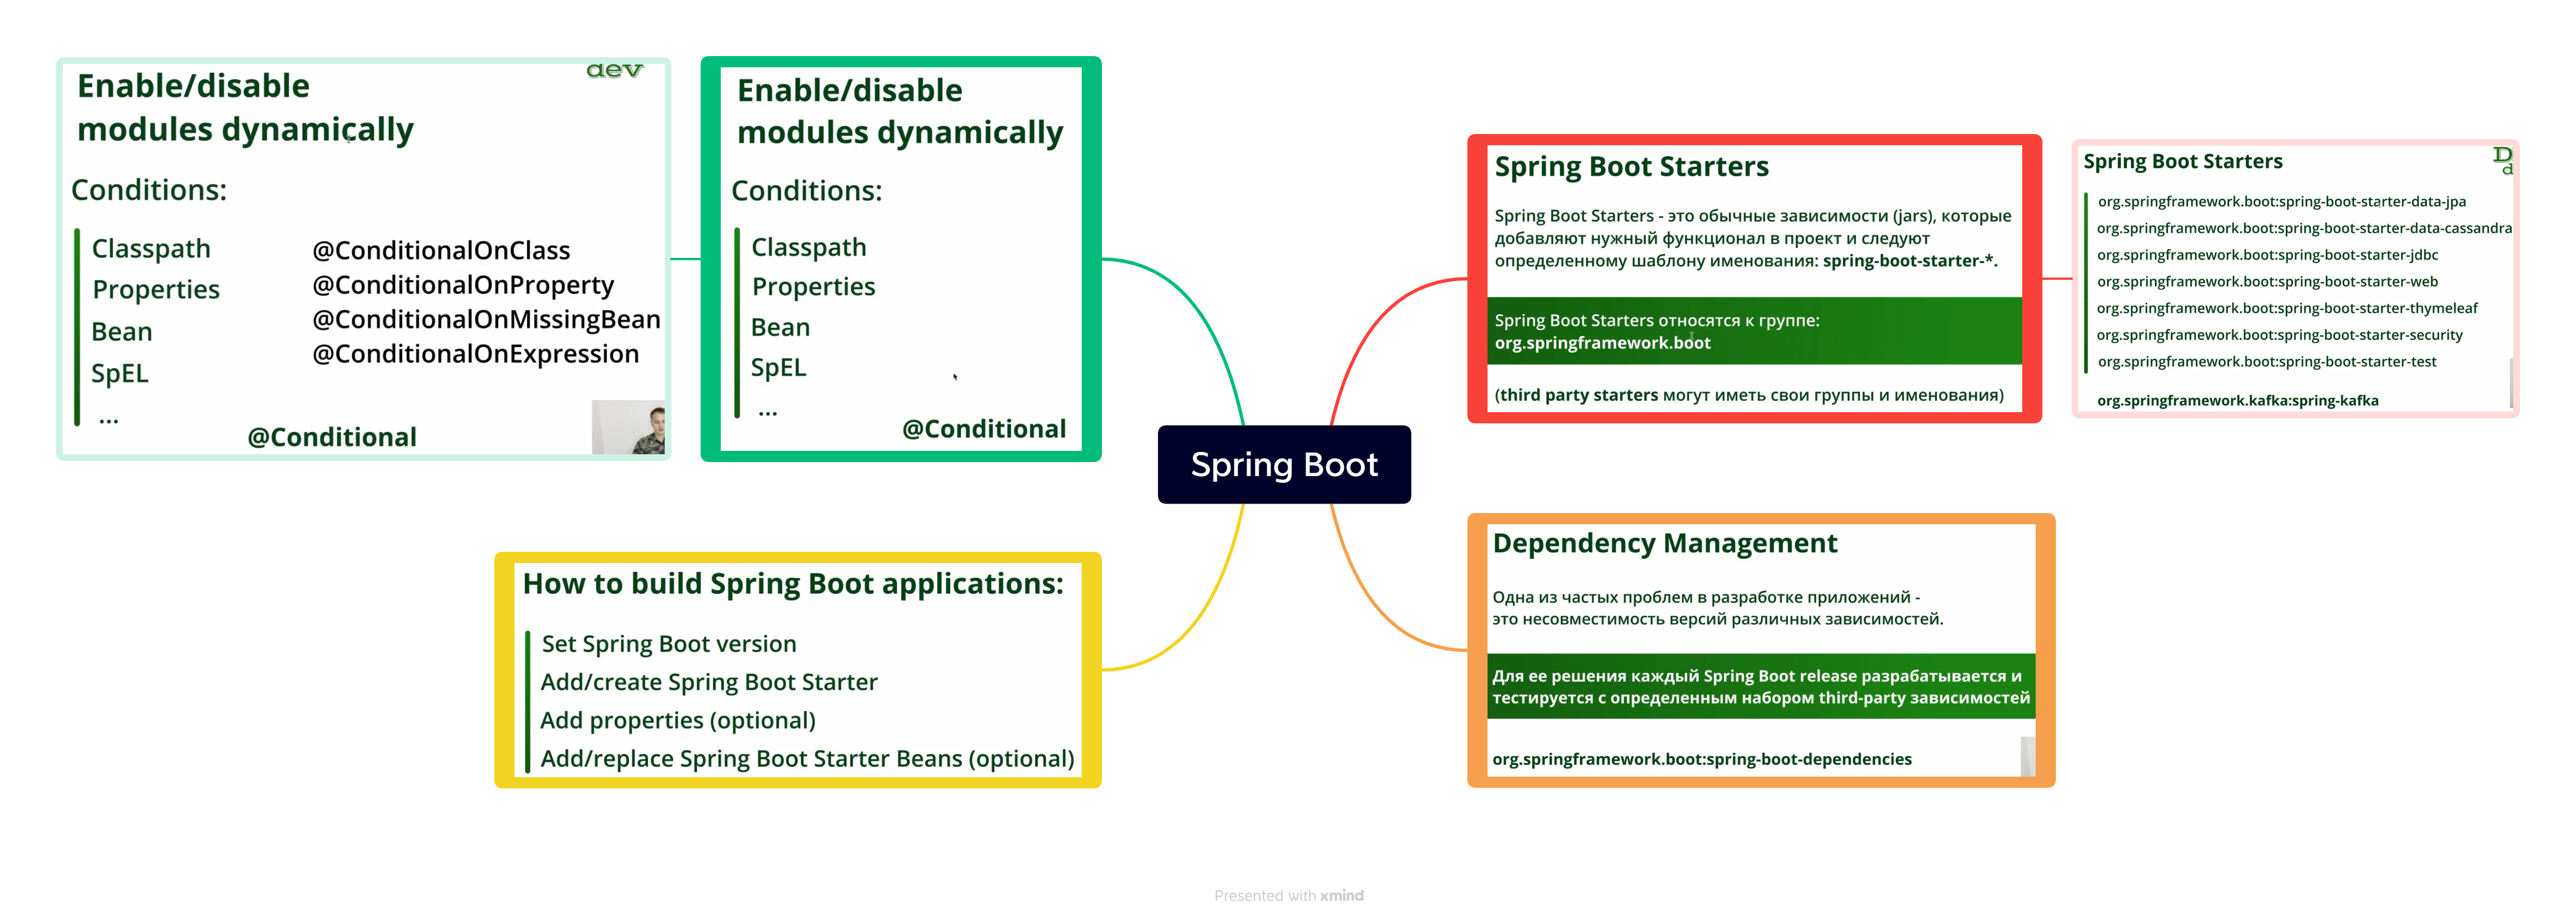 Enable/disable
modules dynamically
dev
Conditions:
Classpath
Properties
Bean
SpEL
...
@ConditionalOnClass
@ConditionalOnProperty
@ConditionalOnMissingBean
@ConditionalOnExpression
@Conditional
Enable/disable
modules dynamically
Conditions:
Classpath
Properties
Bean
SpEL
...
@Conditional
Spring Boot Starters
Spring Boot Starters - это обычные зависимости (jars), которые
добавляют нужный функционал в проект и следуют
определенному шаблону именования: spring-boot-starter-*.
Spring Boot Starters относятся к группе:
org.springframework.boot
(third party starters могут иметь свои группы и именования)
Spring Boot Starters
D
d
org.springframework.boot:spring-boot-starter-data-jpa
org.springframework.boot:spring-boot-starter-data-cassandra
org.springframework.boot:spring-boot-starter-jdbc
org.springframework.boot:spring-boot-starter-web
org.springframework.boot:spring-boot-starter-thymeleaf
org.springframework.boot:spring-boot-starter-security
org.springframework.boot:spring-boot-starter-test
org.springframework.kafka:spring-kafka
Spring Boot
How to build Spring Boot applications:
Set Spring Boot version
Add/create Spring Boot Starter
Add properties (optional)
Add/replace Spring Boot Starter Beans (optional)
Dependency Management
Одна из частых проблем в разработке приложений -
это несовместимость версий различных зависимостей.
Для ее решения каждый Spring Boot release разрабатывается и
тестируется с определенным набором third-party зависимостей
org.springframework.boot:spring-boot-dependencies
Presented with xmind